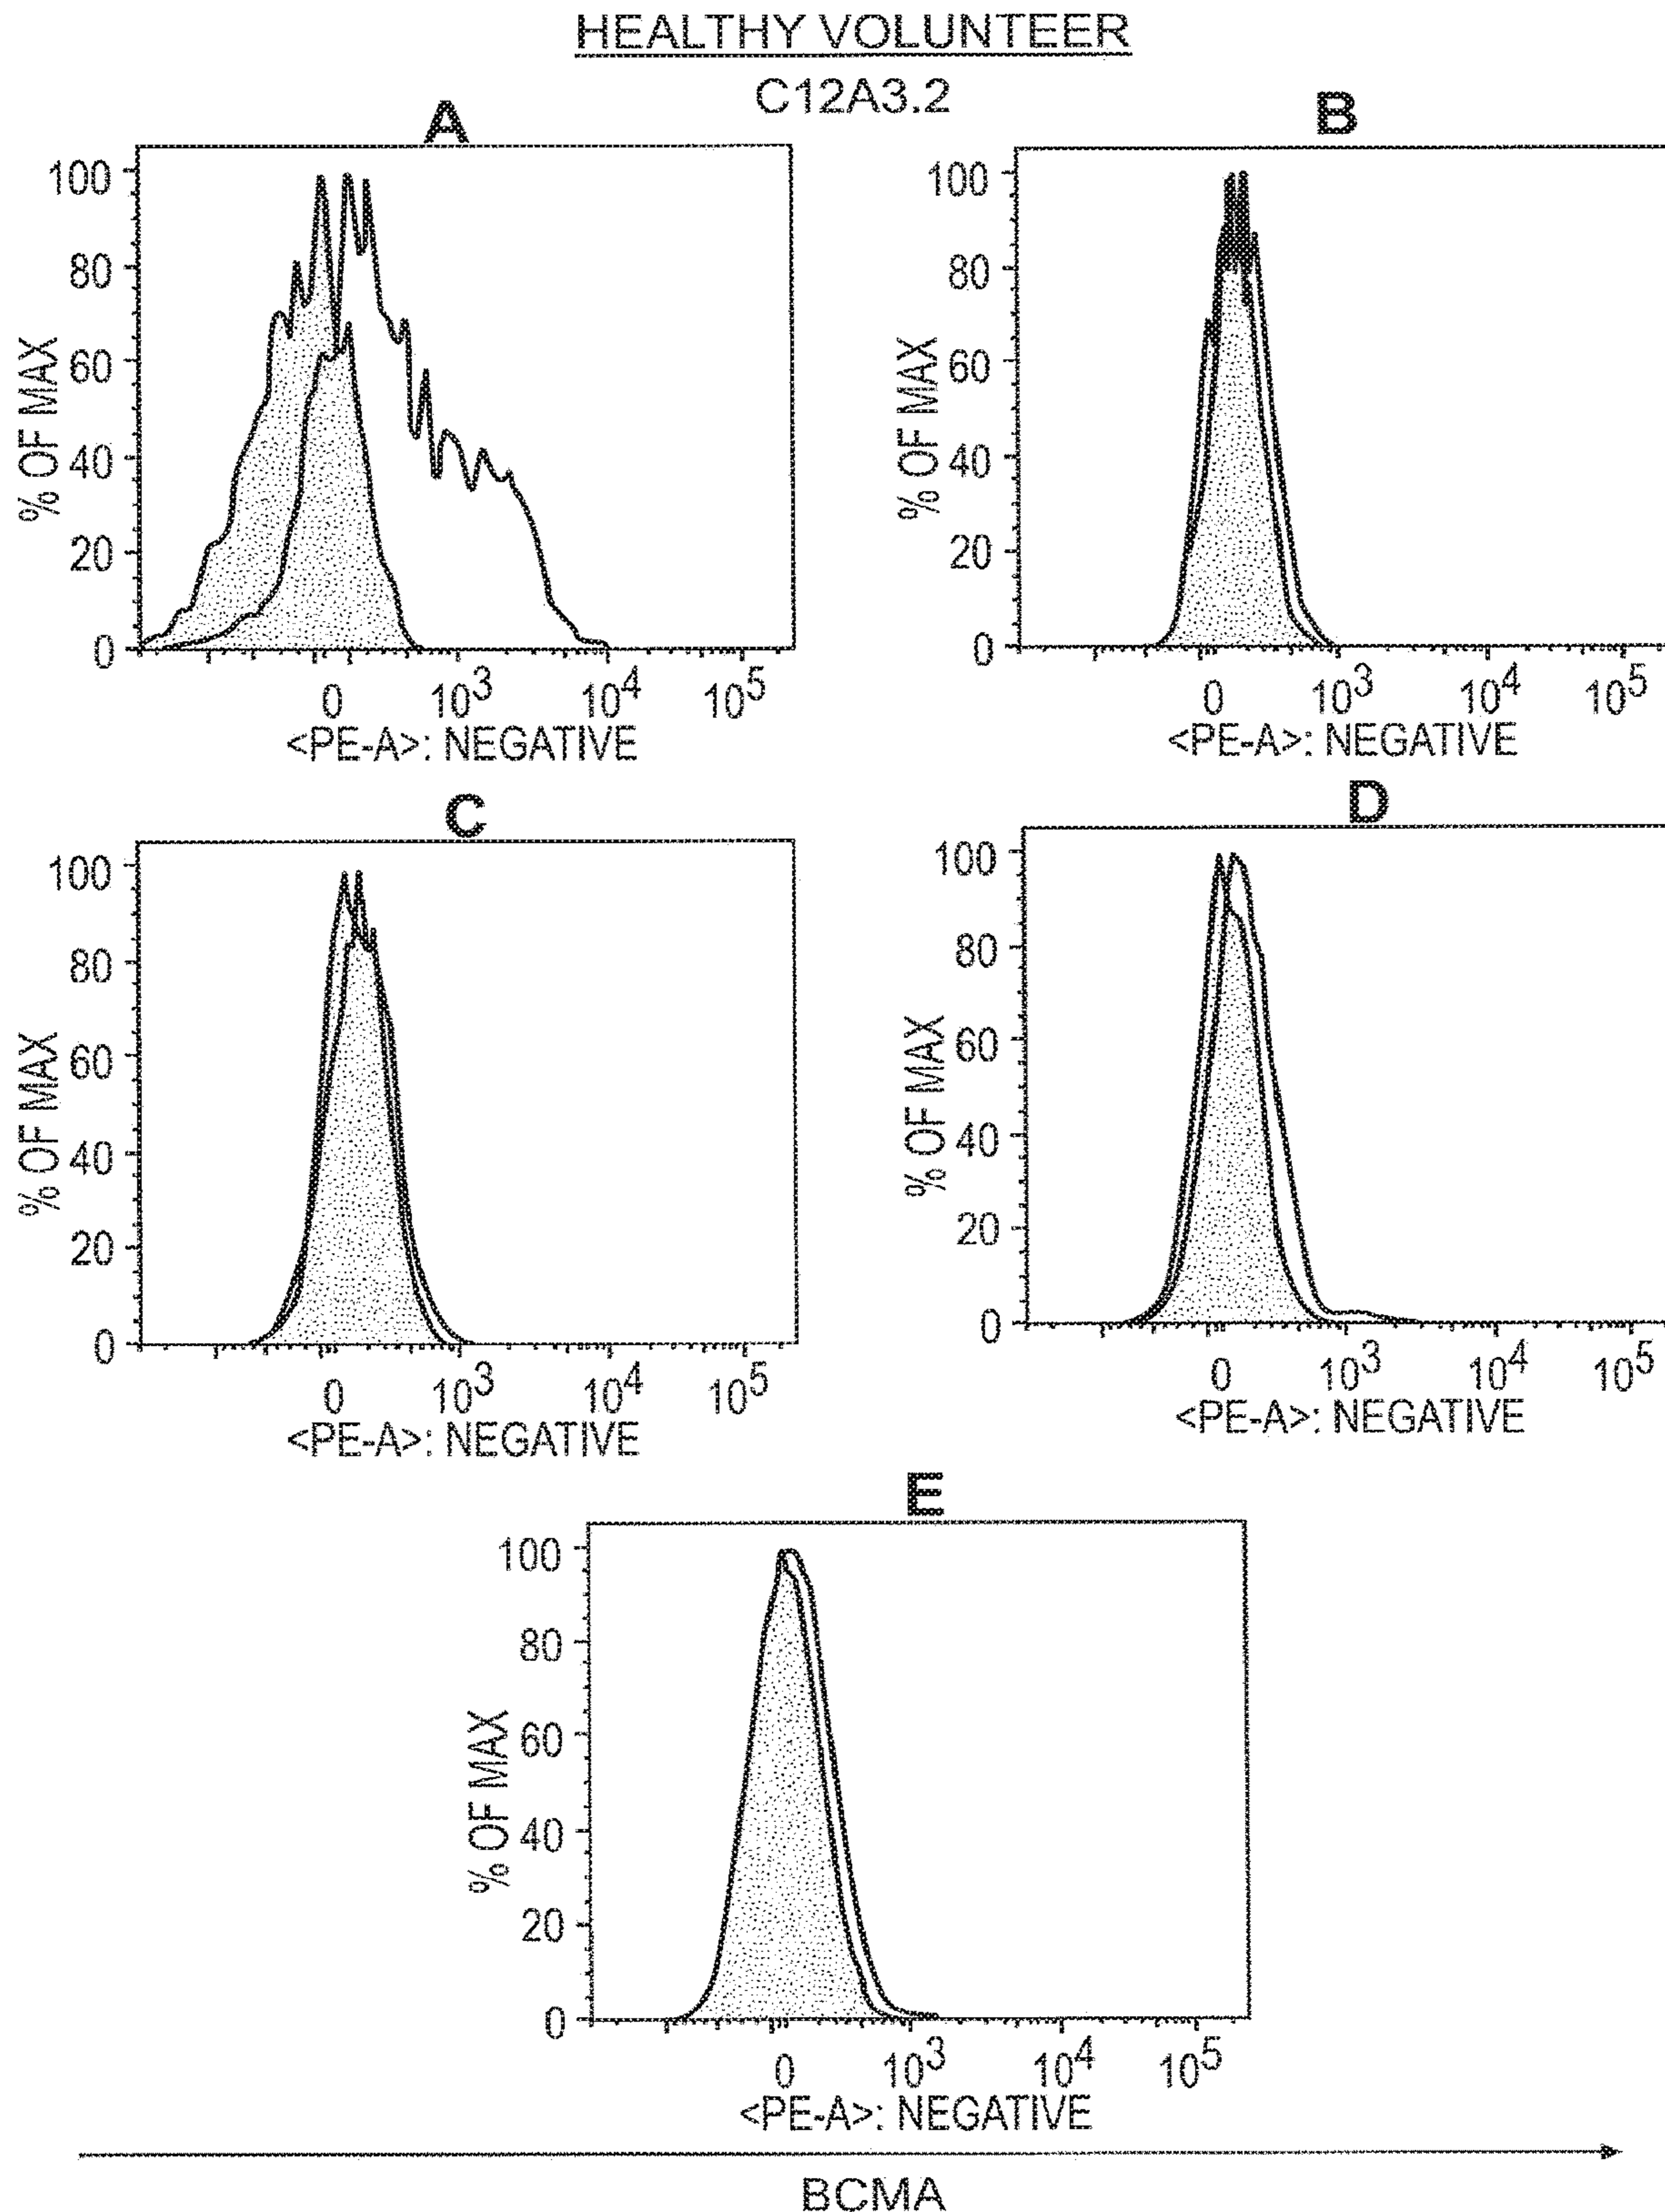 HEALTHY VOLUNTEER
C12A3.2
A
% OF MAX
100
80
60
40
20
0
0 10^3 10^4 10^5
<PE-A>: NEGATIVE
B
% OF MAX
100
80
60
40
20
0
0 10^3 10^4 10^5
<PE-A>: NEGATIVE
C
% OF MAX
100
80
60
40
20
0
0 10^3 10^4 10^5
<PE-A>: NEGATIVE
D
% OF MAX
100
80
60
40
20
0
0 10^3 10^4 10^5
<PE-A>: NEGATIVE
E
% OF MAX
100
80
60
40
20
0
0 10^3 10^4 10^5
<PE-A>: NEGATIVE
BCMA